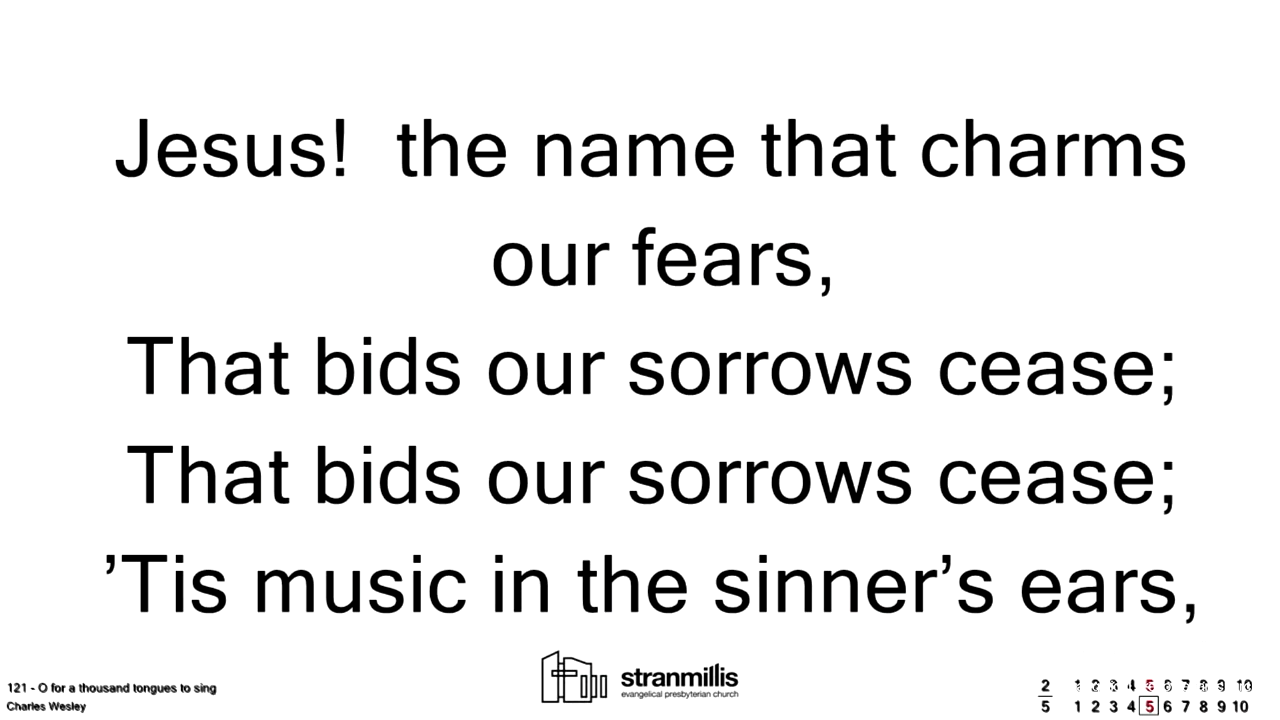 Jesus!  the name that charms
our fears,
That bids our sorrows cease;
That bids our sorrows cease;
’Tis music in the sinner’s ears,
stranmillis
evangelical presbyterian church
121 - O for a thousand tongues to sing
Charles Wesley
2 1 2 3 4 5 6 7 8 9 10
5 1 2 3 4 5 6 7 8 9 10